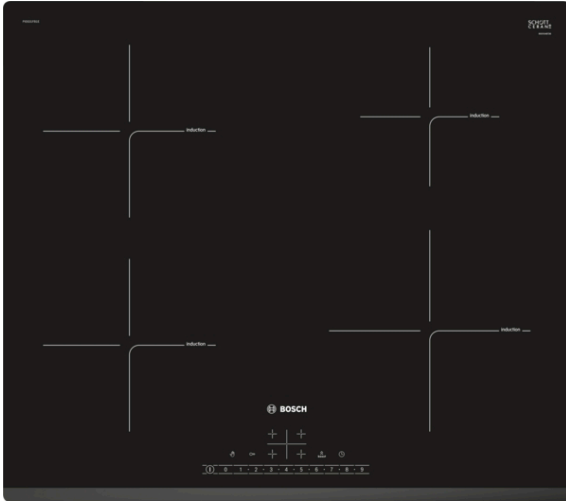 SCHOTT
CERAN®
induction
induction
induction
induction
BOSCH
0 1 · 2 · 3 · 4 · 5 · 6 · 7 · 8 · 9